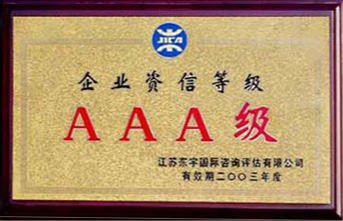 JICA
企业资信等级
AAA级
江苏东宇国际咨询评估有限公司
有效期二〇〇三年度